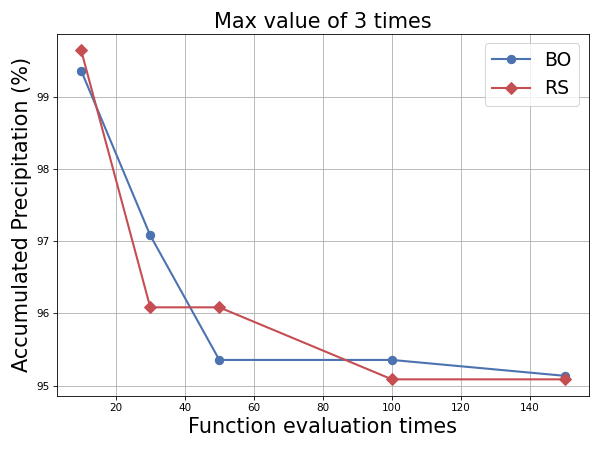 Max value of 3 times
BO
RS
Accumulated Precipitation (%)
99
98
97
96
95
20 40 60 80 100 120 140
Function evaluation times